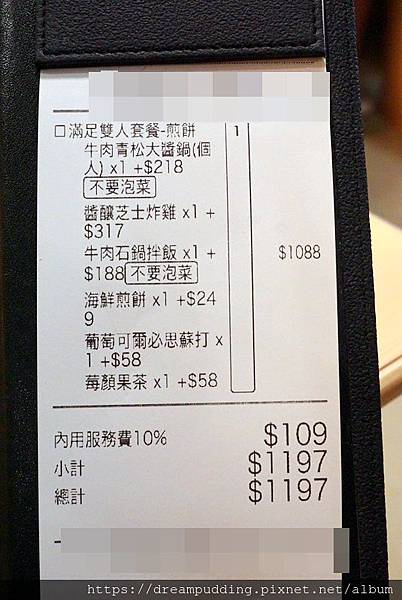 □滿足雙人套餐-煎餅 1
牛肉青松大醬鍋(個
人) x1 +$218
不要泡菜
醬釀芝士炸雞 x1 +
$317
牛肉石鍋拌飯 x1 + $1088
$188 不要泡菜
海鮮煎餅 x1 +$24
9
葡萄可爾必思蘇打 x
1 +$58
莓顏果茶 x1 +$58
內用服務費10% $109
小計 $1197
總計 $1197
https://dreampudding.pixnet.net/album